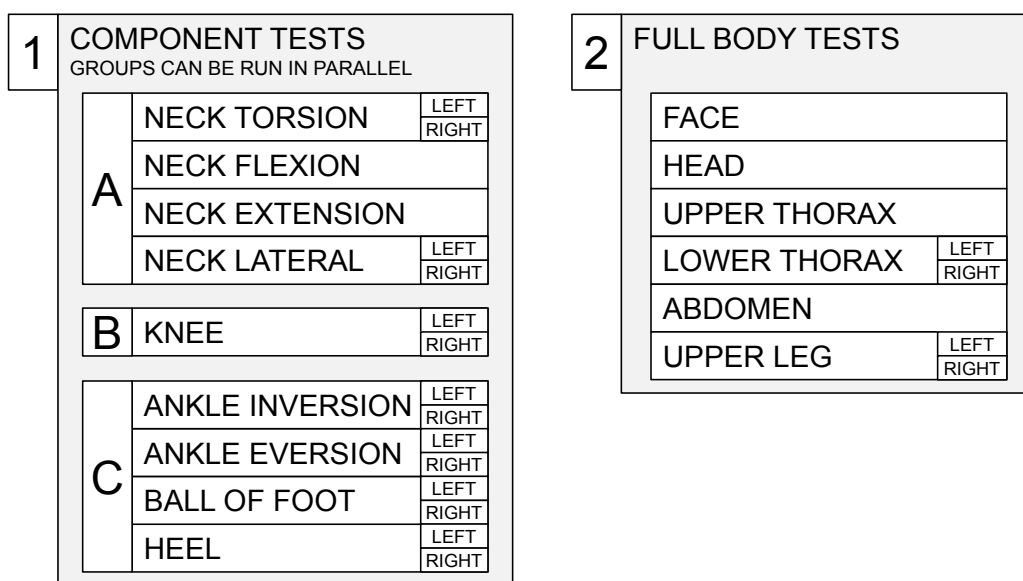 1
COMPONENT TESTS
GROUPS CAN BE RUN IN PARALLEL
A
NECK TORSION
LEFT
RIGHT
NECK FLEXION
NECK EXTENSION
NECK LATERAL
LEFT
RIGHT
B
KNEE
LEFT
RIGHT
C
ANKLE INVERSION
LEFT
RIGHT
ANKLE EVERSION
LEFT
RIGHT
BALL OF FOOT
LEFT
RIGHT
HEEL
LEFT
RIGHT
2
FULL BODY TESTS
FACE
HEAD
UPPER THORAX
LOWER THORAX
LEFT
RIGHT
ABDOMEN
UPPER LEG
LEFT
RIGHT